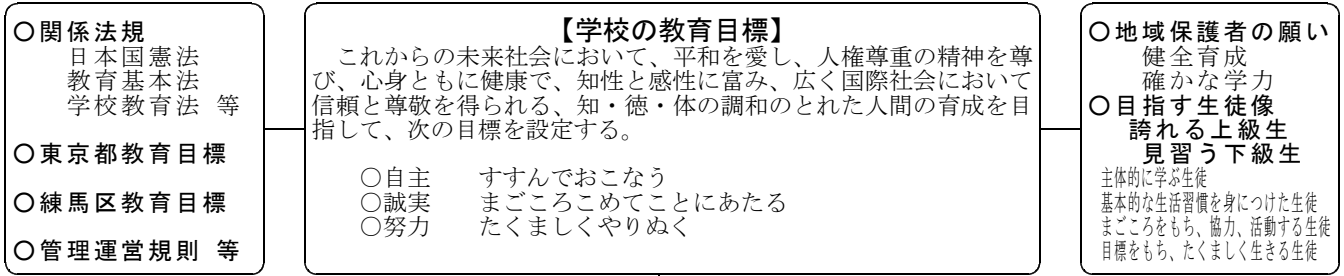 ○関係法規
日本国憲法
教育基本法
学校教育法 等
○東京都教育目標
○練馬区教育目標
○管理運営規則 等
【学校の教育目標】
これからの未来社会において、平和を愛し、人権尊重の精神を尊
び、心身ともに健康で、知性と感性に富み、広く国際社会において
信頼と尊敬を得られる、知・徳・体の調和のとれた人間の育成を目
指して、次の目標を設定する。
○自主 すすんでおこなう
○誠実 まごころこめてことにあたる
○努力 たくましくやりぬく
○地域保護者の願い
健全育成
確かな学力
○目指す生徒像
誇れる上級生
見習う下級生
主体的に学ぶ生徒
基本的な生活習慣を身につけた生徒
まごころをもち、協力、活動する生徒
目標をもち、たくましく生きる生徒